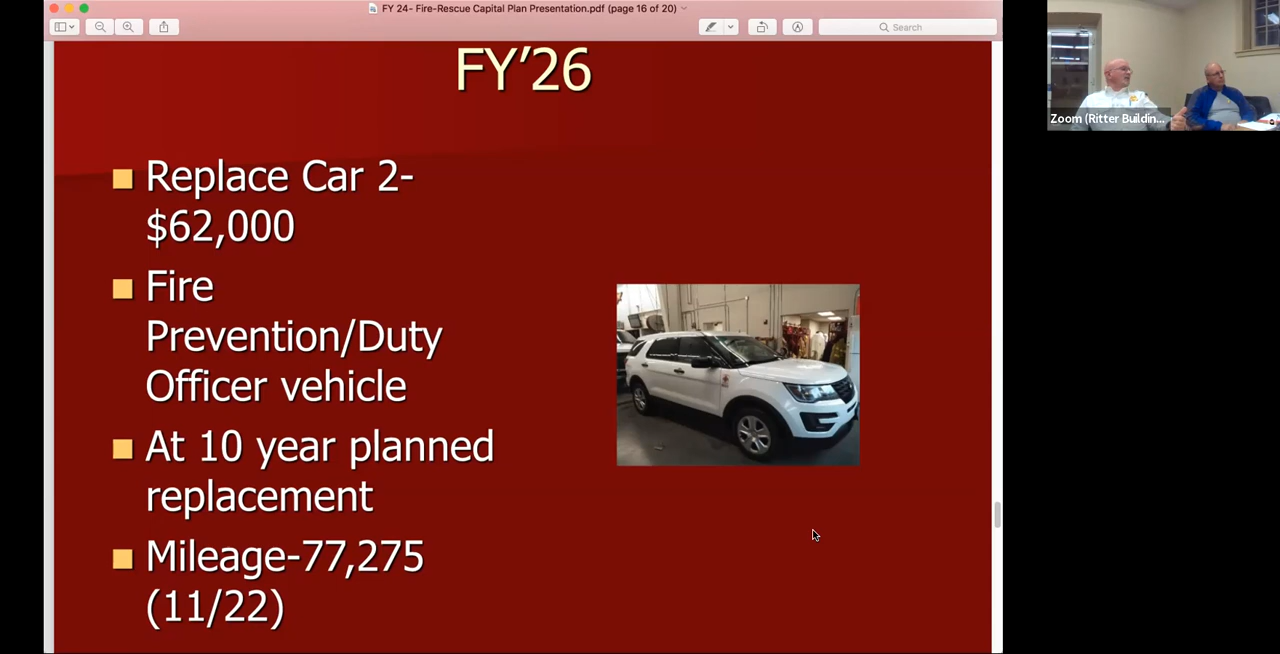 FY 24- Fire-Rescue Capital Plan Presentation.pdf (page 16 of 20)
Search
FY'26
Replace Car 2-
$62,000
Fire
Prevention/Duty
Officer vehicle
At 10 year planned
replacement
Mileage-77,275
(11/22)
Zoom (Ritter Buildin...